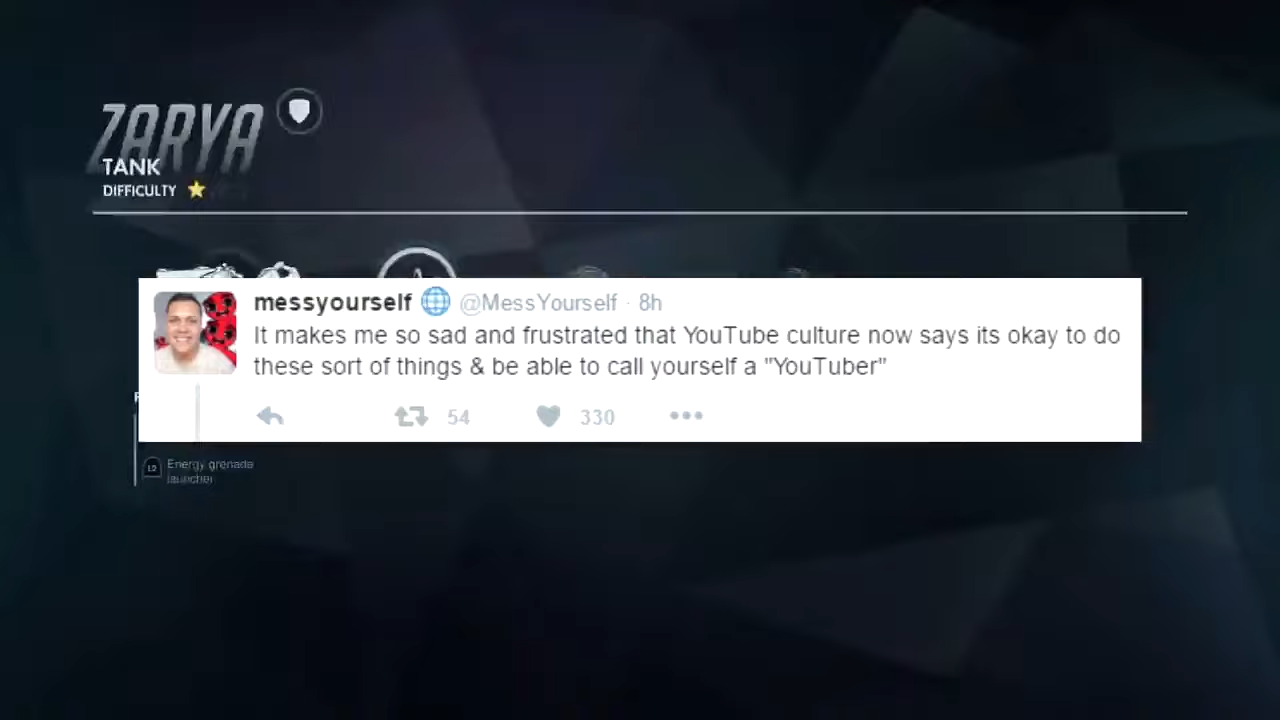 ZARYA
TANK
DIFFICULTY
messyourself @MessYourself · 8h
It makes me so sad and frustrated that YouTube culture now says its okay to do
these sort of things & be able to call yourself a "YouTuber"
54 330
L2 Energy grenade
launcher